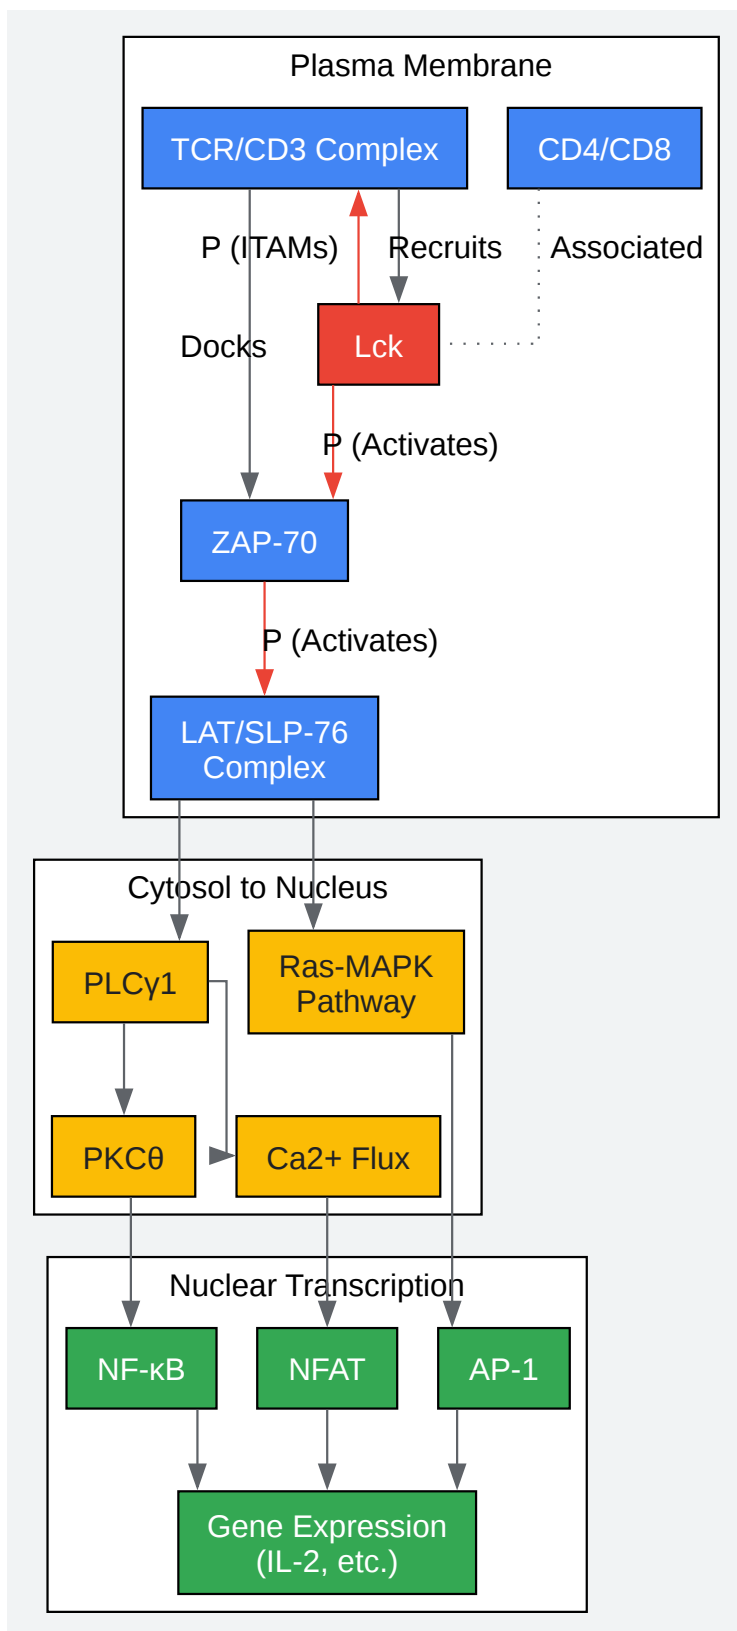 Plasma Membrane
TCR/CD3 Complex
CD4/CD8
P (ITAMs)
Recruits
Associated
Docks
Lck
P (Activates)
ZAP-70
P (Activates)
LAT/SLP-76
Complex
Cytosol to Nucleus
PLCγ1
Ras-MAPK
Pathway
PKCθ
Ca2+ Flux
Nuclear Transcription
NF-κB
NFAT
AP-1
Gene Expression
(IL-2, etc.)